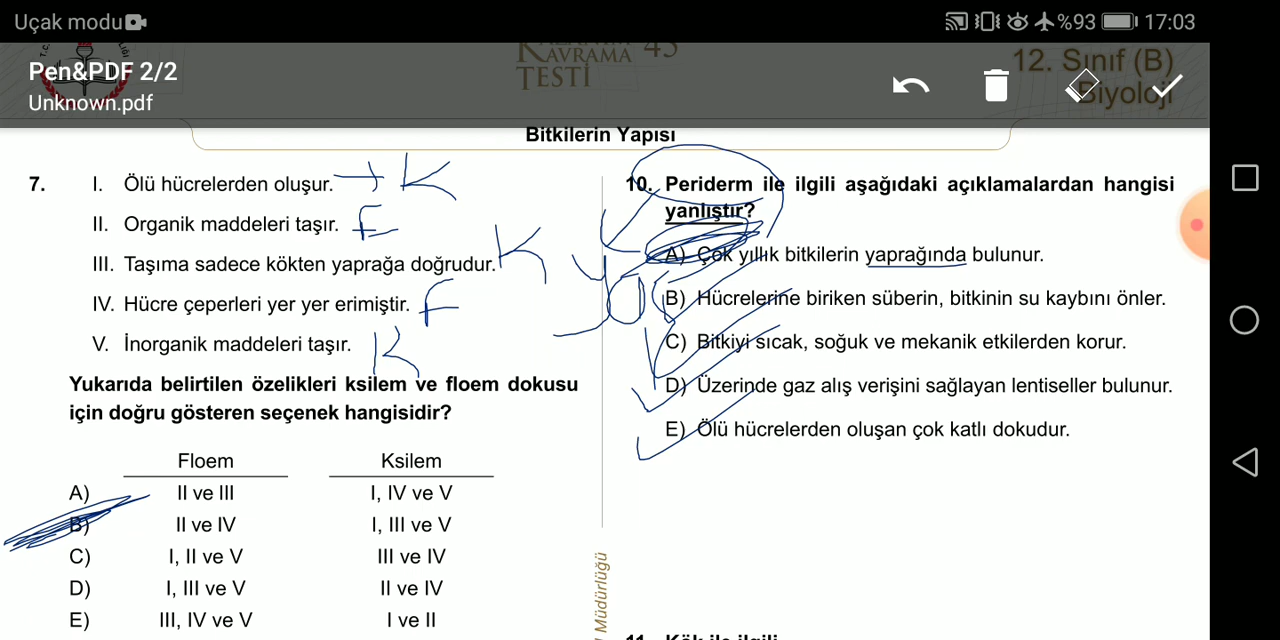 Uçak modu
%93
17:03
KAVRAMA
TESTİ
45
12. Sınıf (B)
Biyoloji
Pen&PDF 2/2
Unknown.pdf
Bitkilerin Yapısı
7. I. Ölü hücrelerden oluşur. → K
II. Organik maddeleri taşır. F
III. Taşıma sadece kökten yaprağa doğrudur. K
IV. Hücre çeperleri yer yer erimiştir. F
V. İnorganik maddeleri taşır. K
Yukarıda belirtilen özelikleri ksilem ve floem dokusu
için doğru gösteren seçenek hangisidir?
Floem Ksilem
A) II ve III I, IV ve V
B) II ve IV I, III ve V
C) I, II ve V III ve IV
D) I, III ve V II ve IV
E) III, IV ve V I ve II
10. Periderm ile ilgili aşağıdaki açıklamalardan hangisi
yanlıştır?
A) Çok yıllık bitkilerin yaprağında bulunur.
B) Hücrelerine biriken süberin, bitkinin su kaybını önler.
C) Bitkiyi sıcak, soğuk ve mekanik etkilerden korur.
D) Üzerinde gaz alış verişini sağlayan lentiseller bulunur.
E) Ölü hücrelerden oluşan çok katlı dokudur.
yok
Müdürlüğü
11. Kök ile ilgili